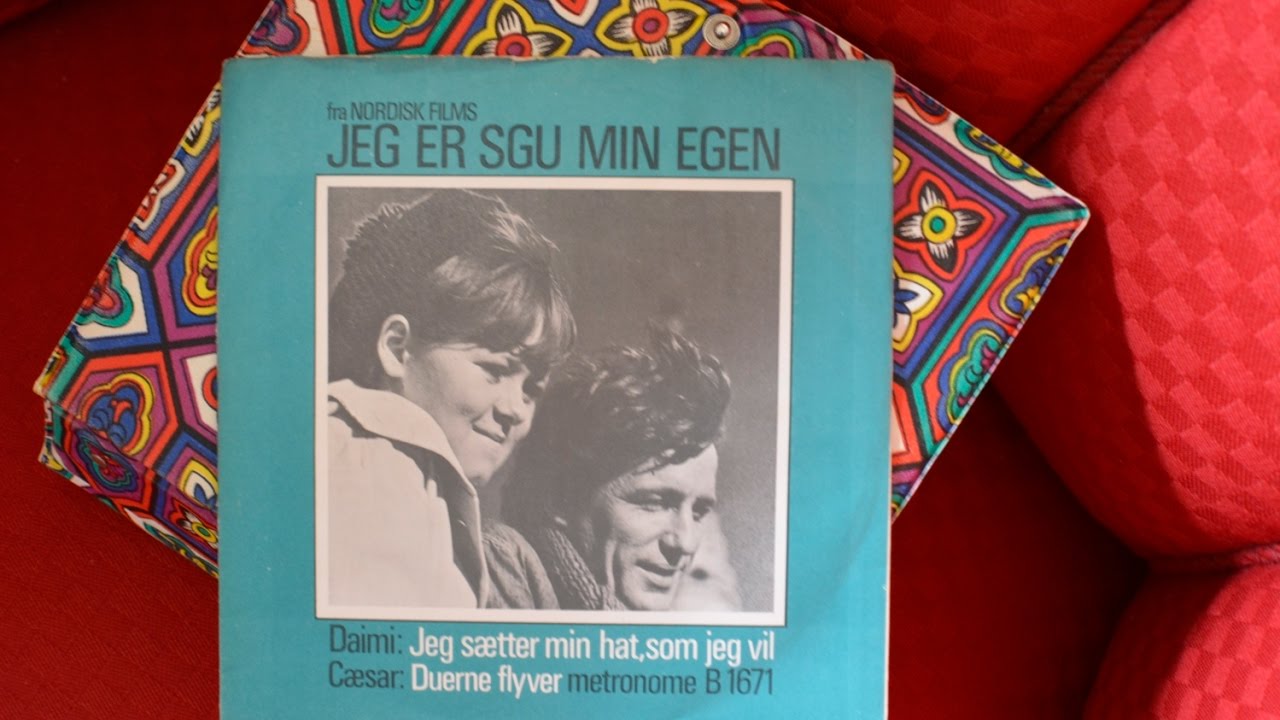 fra NORDISK FILMS
JEG ER SGU MIN EGEN
Daimi: Jeg sætter min hat,som jeg vil
Cæsar: Duerne flyver metronome B 1671